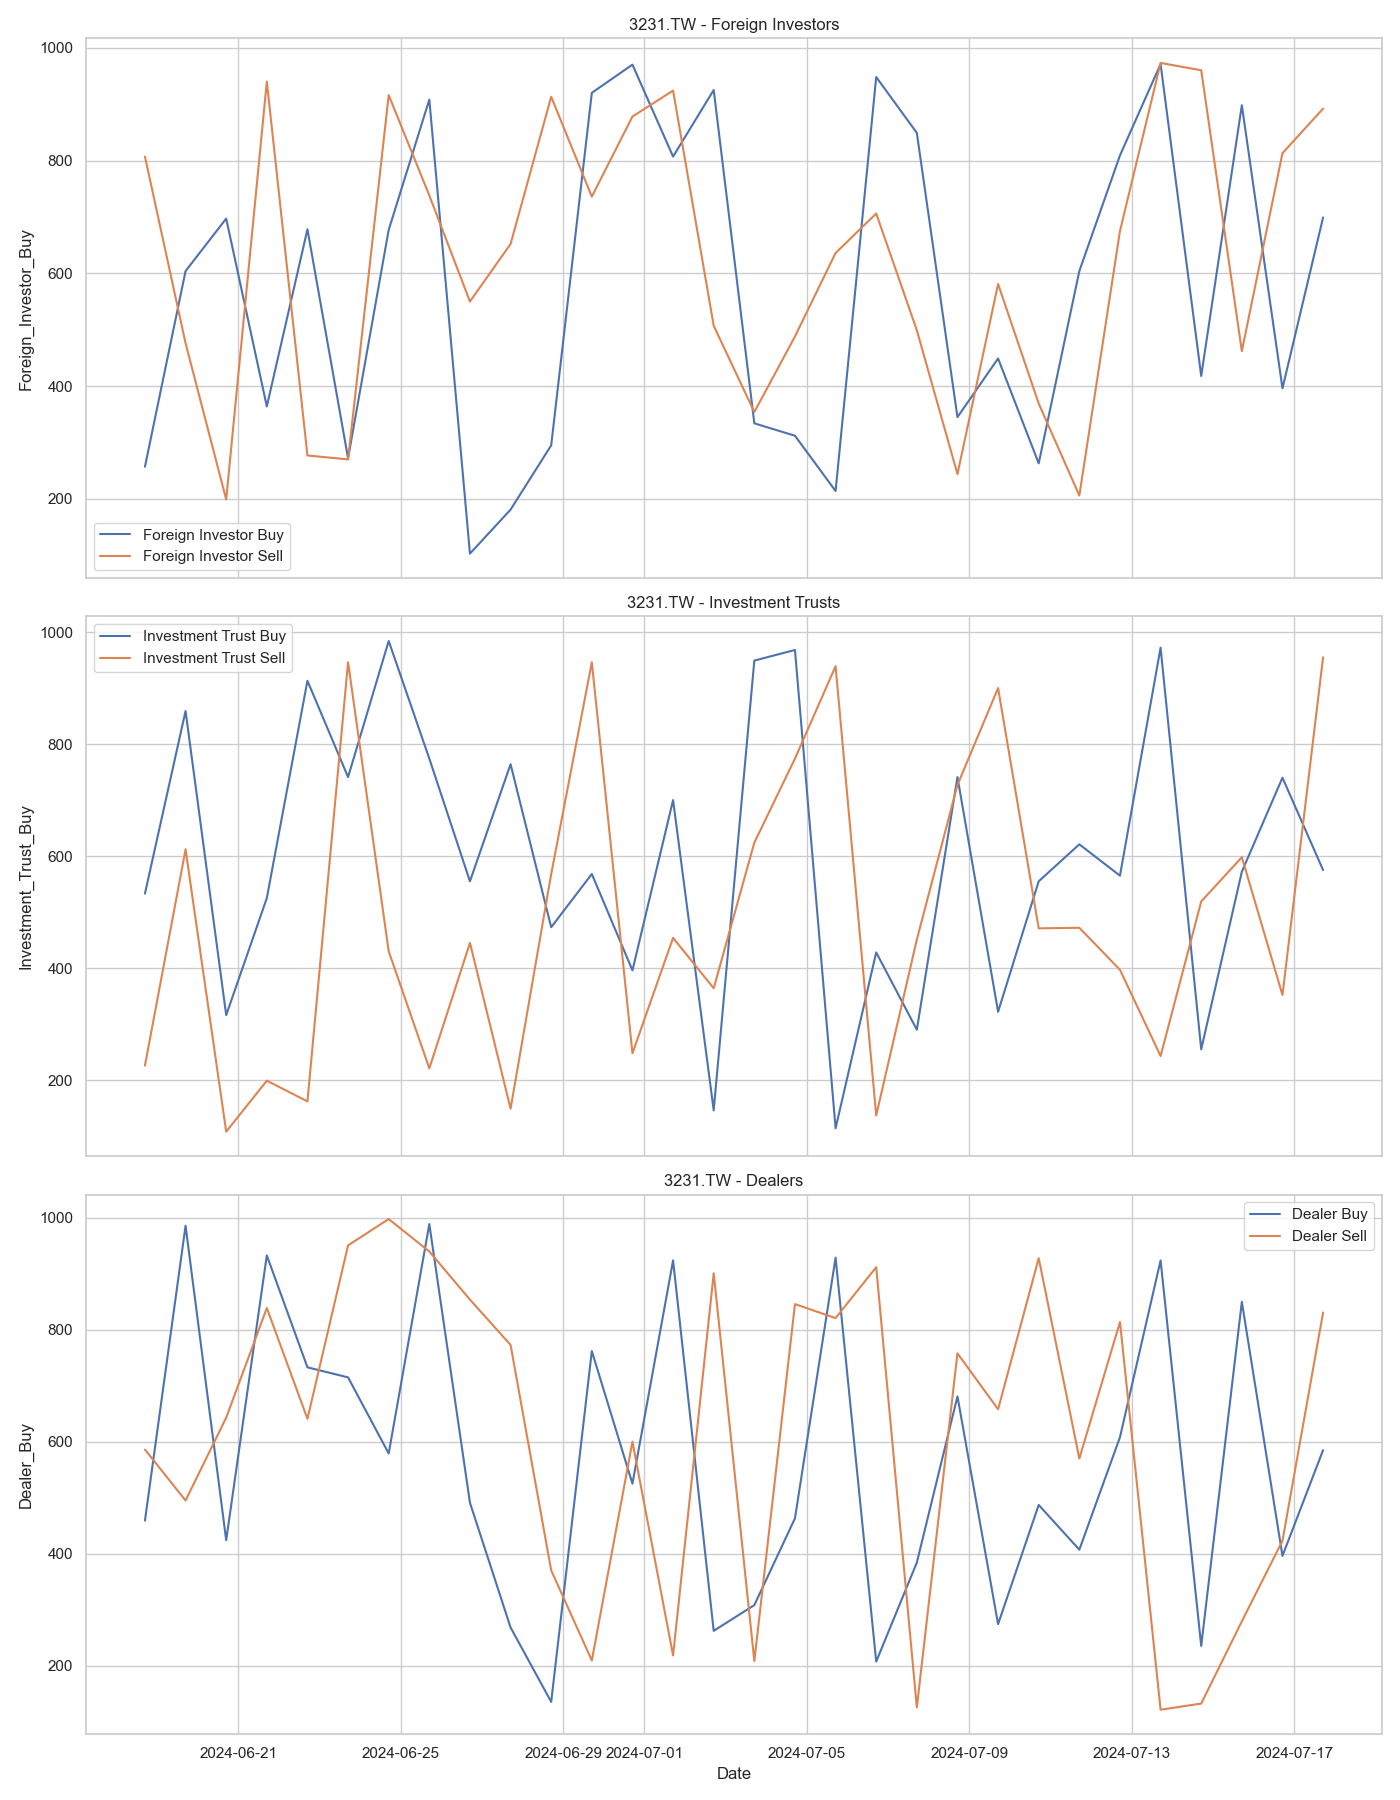 3231.TW - Foreign Investors
1000
800
600
400
200
Foreign_Investor_Buy
Foreign Investor Buy
Foreign Investor Sell
3231.TW - Investment Trusts
1000
800
600
400
200
Investment_Trust_Buy
Investment Trust Buy
Investment Trust Sell
3231.TW - Dealers
1000
800
600
400
200
Dealer_Buy
Dealer Buy
Dealer Sell
2024-06-21 2024-06-25 2024-06-29 2024-07-01 2024-07-05 2024-07-09 2024-07-13 2024-07-17
Date